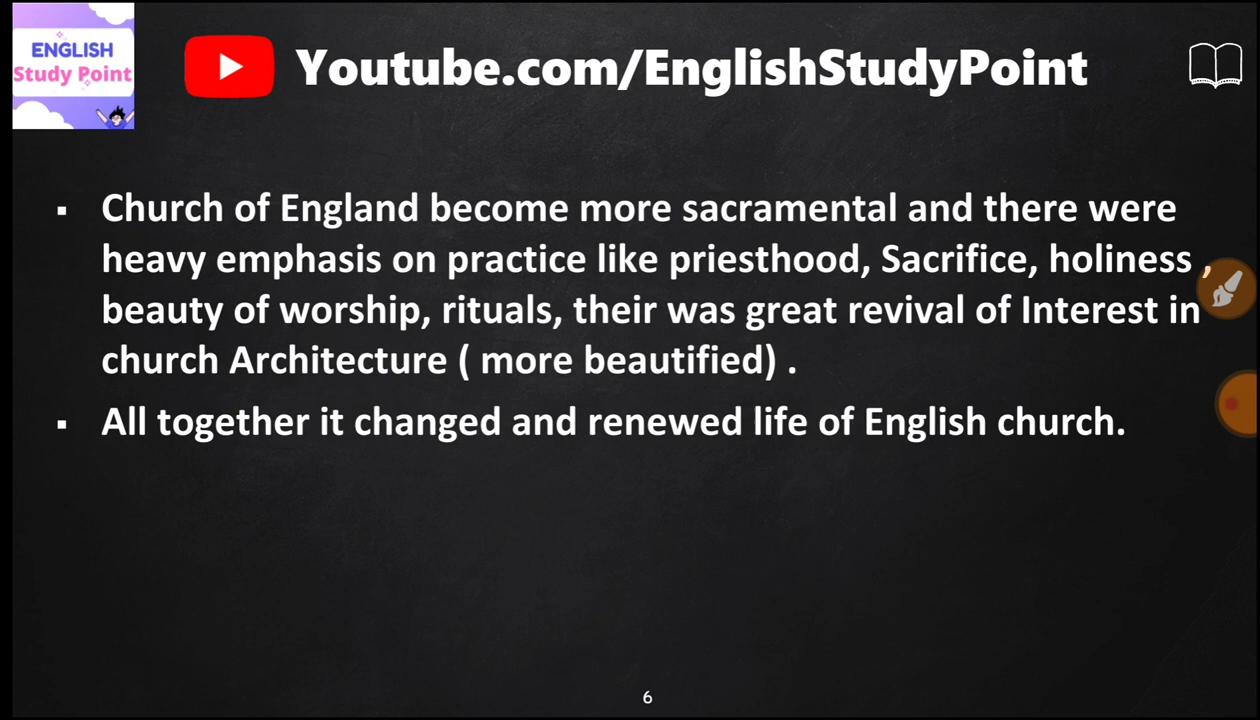 ENGLISH
Study Point
Youtube.com/EnglishStudyPoint
▪ Church of England become more sacramental and there were
heavy emphasis on practice like priesthood, Sacrifice, holiness ,
beauty of worship, rituals, their was great revival of Interest in
church Architecture ( more beautified) .
▪ All together it changed and renewed life of English church.
6